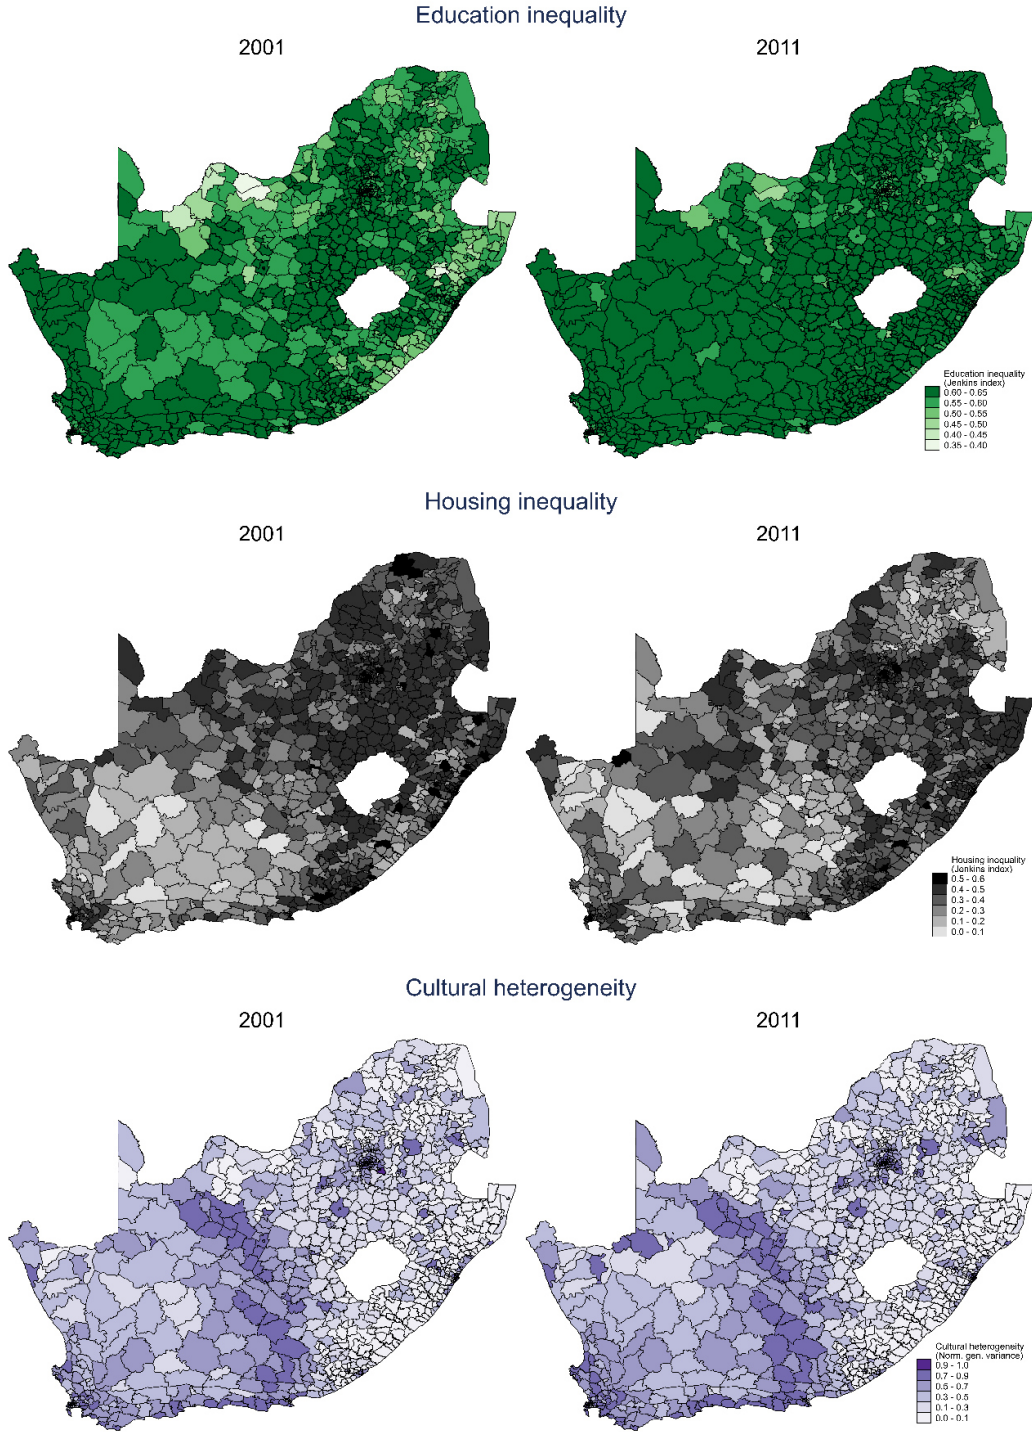 Education inequality
2001
2011
Education inequality
(Jenkins index)
0.60 - 0.65
0.55 - 0.60
0.50 - 0.55
0.45 - 0.50
0.40 - 0.45
0.35 - 0.40
Housing inequality
2001
2011
Housing inequality
(Jenkins index)
0.5 - 0.6
0.4 - 0.5
0.3 - 0.4
0.2 - 0.3
0.1 - 0.2
0.0 - 0.1
Cultural heterogeneity
2001
2011
Cultural heterogeneity
(Norm. gen. variance)
0.9 - 1.0
0.7 - 0.9
0.5 - 0.7
0.3 - 0.5
0.1 - 0.3
0.0 - 0.1